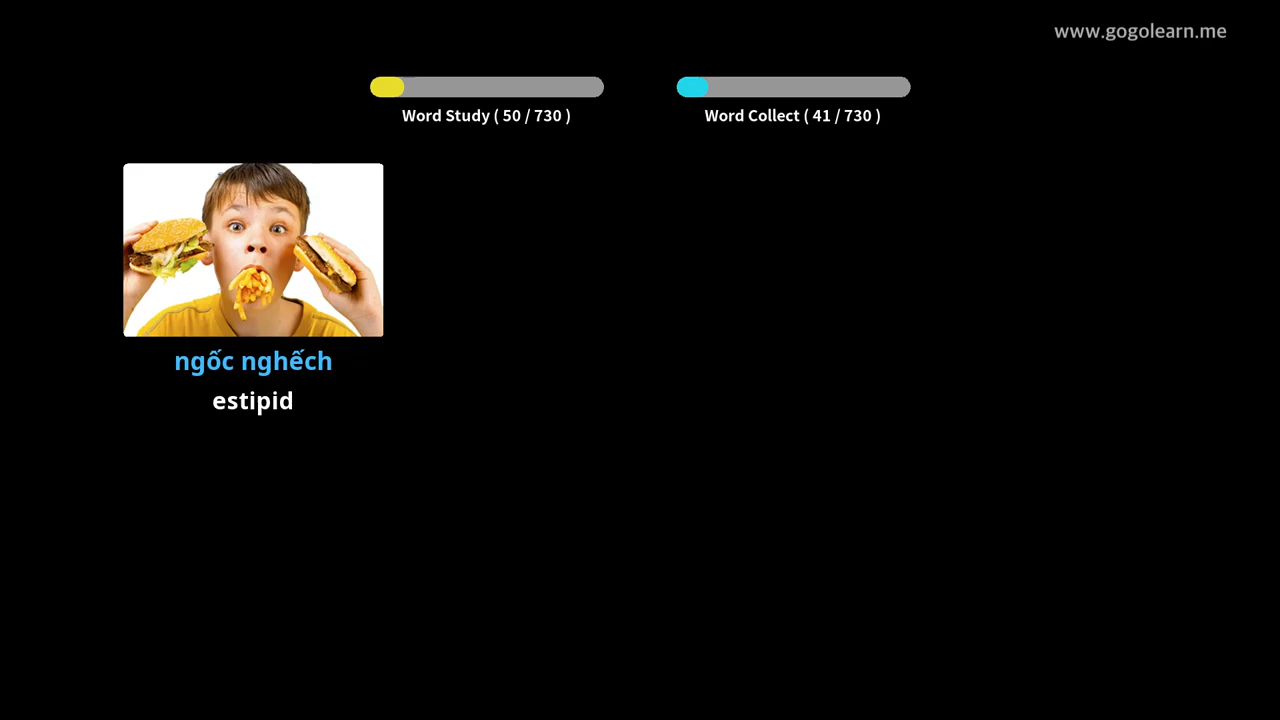 www.gogolearn.me
Word Study ( 50 / 730 )
Word Collect ( 41 / 730 )
ngốc nghếch
estipid